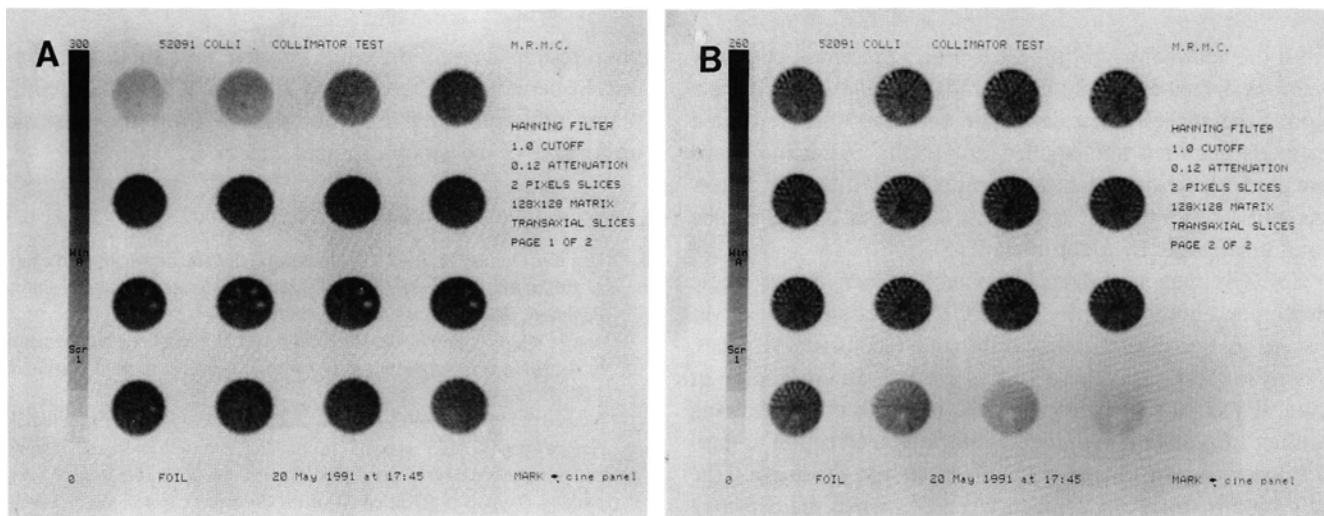 A
300
52091 COLLI . COLLIMATOR TEST
M.R.M.C.
HANNING FILTER
1.0 CUTOFF
0.12 ATTENUATION
2 PIXELS SLICES
128X128 MATRIX
TRANSAXIAL SLICES
PAGE 1 OF 2
Win
A
Scr
1
0
FOIL
20 May 1991 at 17:45
MARK cine panel
B
260
52091 COLLI COLLIMATOR TEST
M.R.M.C.
HANNING FILTER
1.0 CUTOFF
0.12 ATTENUATION
2 PIXELS SLICES
128X128 MATRIX
TRANSAXIAL SLICES
PAGE 2 OF 2
Win
A
Scr
1
0
FOIL
20 May 1991 at 17:45
MARK cine panel